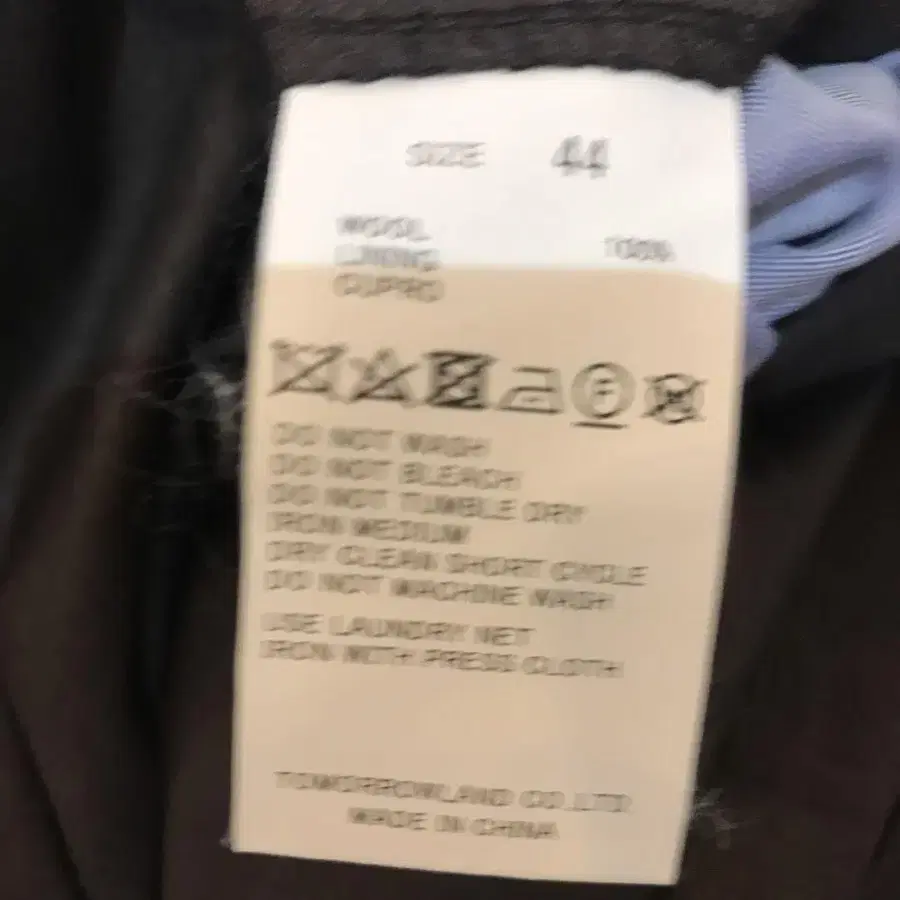 SIZE 44
WOOL 100%
LINING
CUPRO
F W
DO NOT WASH
DO NOT BLEACH
DO NOT TUMBLE DRY
IRON MEDIUM
DRY CLEAN SHORT CYCLE
DO NOT MACHINE WASH
USE LAUNDRY NET
IRON WITH PRESS CLOTH
TOMORROWLAND CO.,LTD
MADE IN CHINA